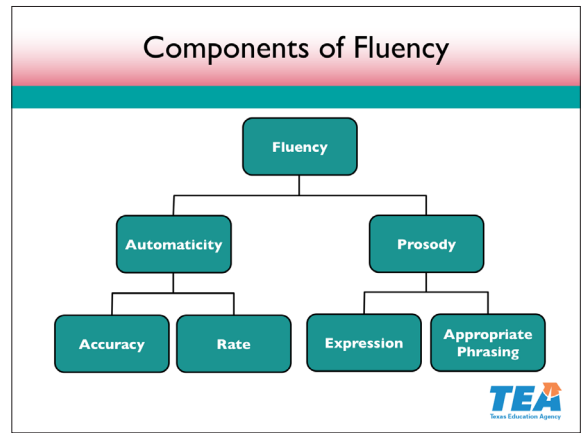 Components of Fluency
Fluency
Automaticity
Prosody
Accuracy
Rate
Expression
Appropriate
Phrasing
TEA
Texas Education Agency